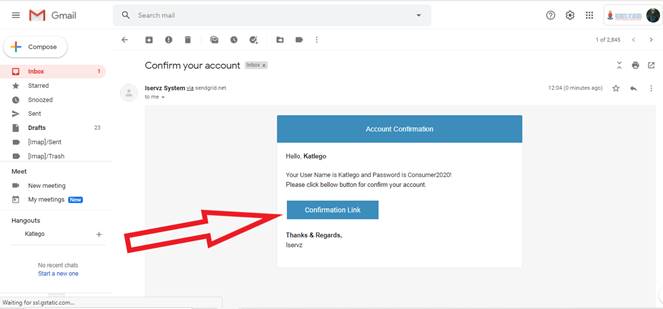 Gmail
Search mail
Compose
1 of 2,845
Inbox 1
Starred
Snoozed
Sent
Drafts 23
[Imap]/Sent
[Imap]/Trash
Meet
New meeting
My meetings New
Hangouts
Katlego
No recent chats
Start a new one
Waiting for ssl.gstatic.com...
Confirm your account Inbox x
Iservz System via sendgrid.net 12:04 (0 minutes ago)
to me
Account Confirmation
Hello, Katlego
Your User Name is Katlego and Password is Consumer2020!
Please click bellow button for confirm your account.
Confirmation Link
Thanks & Regards,
Iservz